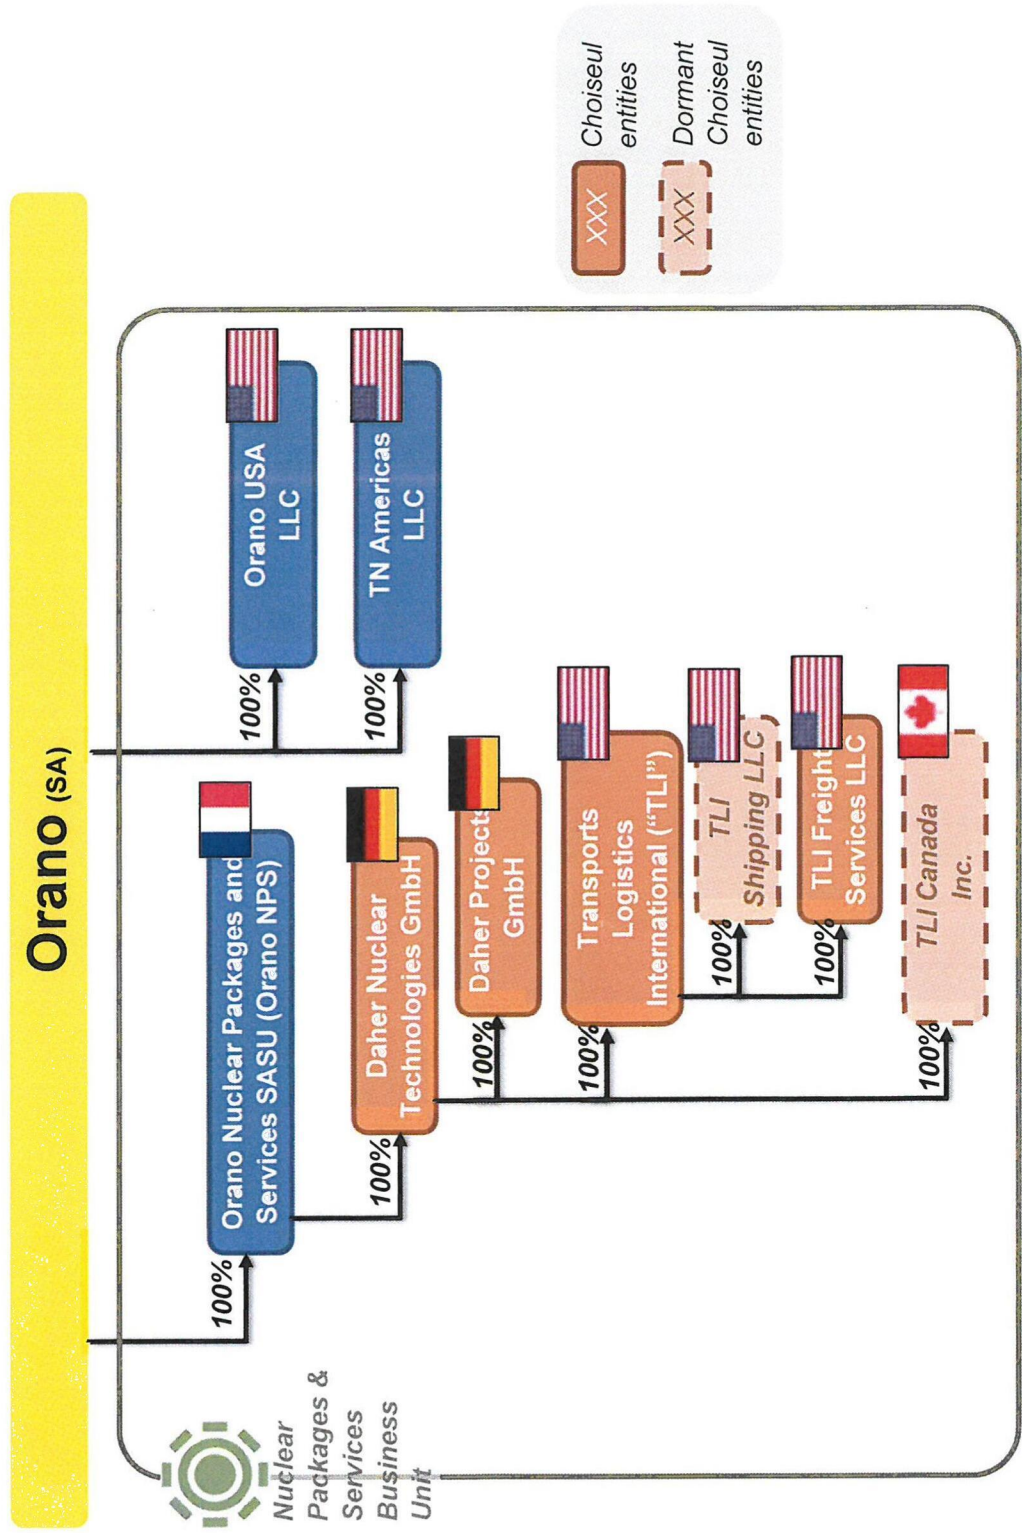 Orano (SA)
Nuclear
Packages &
Services
Business
Unit
100%
Orano Nuclear Packages and
Services SASU (Orano NPS)
100%
Daher Nuclear
Technologies GmbH
100%
Daher Projects
GmbH
100%
Transports
Logistics
International (“TLI”)
100%
TLI
Shipping LLC
100%
TLI Freight
Services LLC
100%
TLI Canada
Inc.
100%
Orano USA
LLC
100%
TN Americas
LLC
XXX
Choiseul
entities
XXX
Dormant
Choiseul
entities